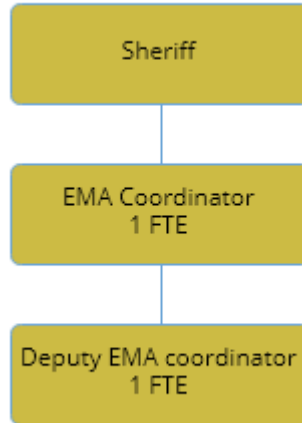 Sheriff
EMA Coordinator
1 FTE
Deputy EMA coordinator
1 FTE